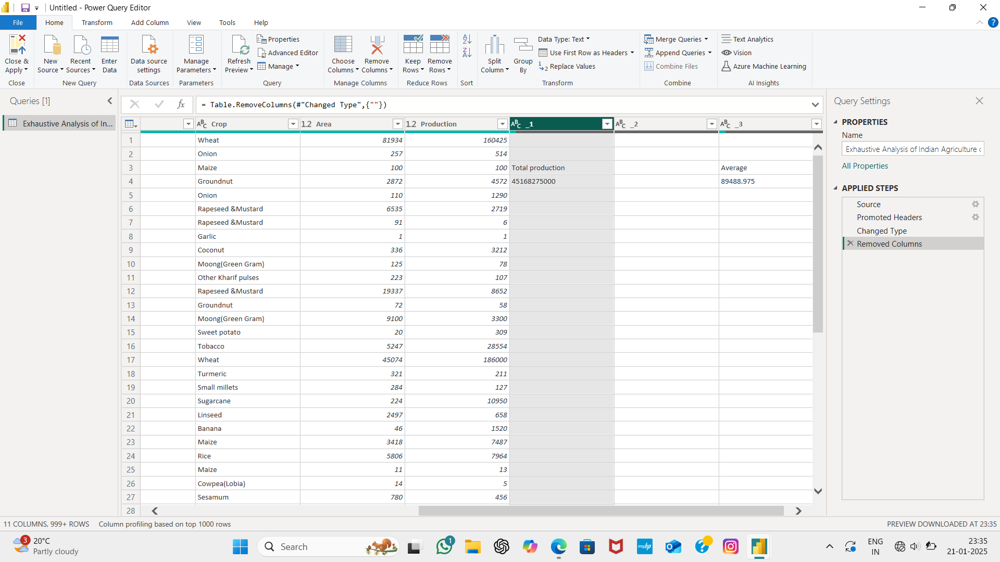 Untitled - Power Query Editor
File Home Transform Add Column View Tools Help
Close & Apply
New Source
Recent Sources
Enter Data
Data source settings
Manage Parameters
Refresh Preview
Properties
Advanced Editor
Manage
Choose Columns
Remove Columns
Keep Rows
Remove Rows
A
Z
Z
A
Split Column
Group By
Data Type: Text
Use First Row as Headers
1
2 Replace Values
Merge Queries
Append Queries
Combine Files
Text Analytics
Vision
Azure Machine Learning
Close New Query Data Sources Parameters Query Manage Columns Reduce Rows Sort Transform Combine AI Insights
Queries [1]
Exhaustive Analysis of In...
fx = Table.RemoveColumns(#"Changed Type",{""})
ABC Crop 1.2 Area 1.2 Production ABC _1 ABC _2 ABC _3
1 Wheat 81934 160425
2 Onion 257 514
3 Maize 100 100 Total production Average
4 Groundnut 2872 4572 45168275000 89488.975
5 Onion 110 1290
6 Rapeseed &Mustard 6535 2719
7 Rapeseed &Mustard 91 6
8 Garlic 1 1
9 Coconut 336 3212
10 Moong(Green Gram) 125 78
11 Other Kharif pulses 223 107
12 Rapeseed &Mustard 19337 8652
13 Groundnut 72 58
14 Moong(Green Gram) 9100 3300
15 Sweet potato 20 309
16 Tobacco 5247 28554
17 Wheat 45074 186000
18 Turmeric 321 211
19 Small millets 284 127
20 Sugarcane 224 10950
21 Linseed 2497 658
22 Banana 46 1520
23 Maize 3418 7487
24 Rice 5806 7964
25 Maize 11 13
26 Cowpea(Lobia) 14 5
27 Sesamum 780 456
28
Query Settings
PROPERTIES
Name
Exhaustive Analysis of Indian Agriculture
All Properties
APPLIED STEPS
Source
Promoted Headers
Changed Type
Removed Columns
11 COLUMNS, 999+ ROWS Column profiling based on top 1000 rows
PREVIEW DOWNLOADED AT 23:35
3
20°C
Partly cloudy
Search
1
myhp
ENG
IN
23:35
21-01-2025